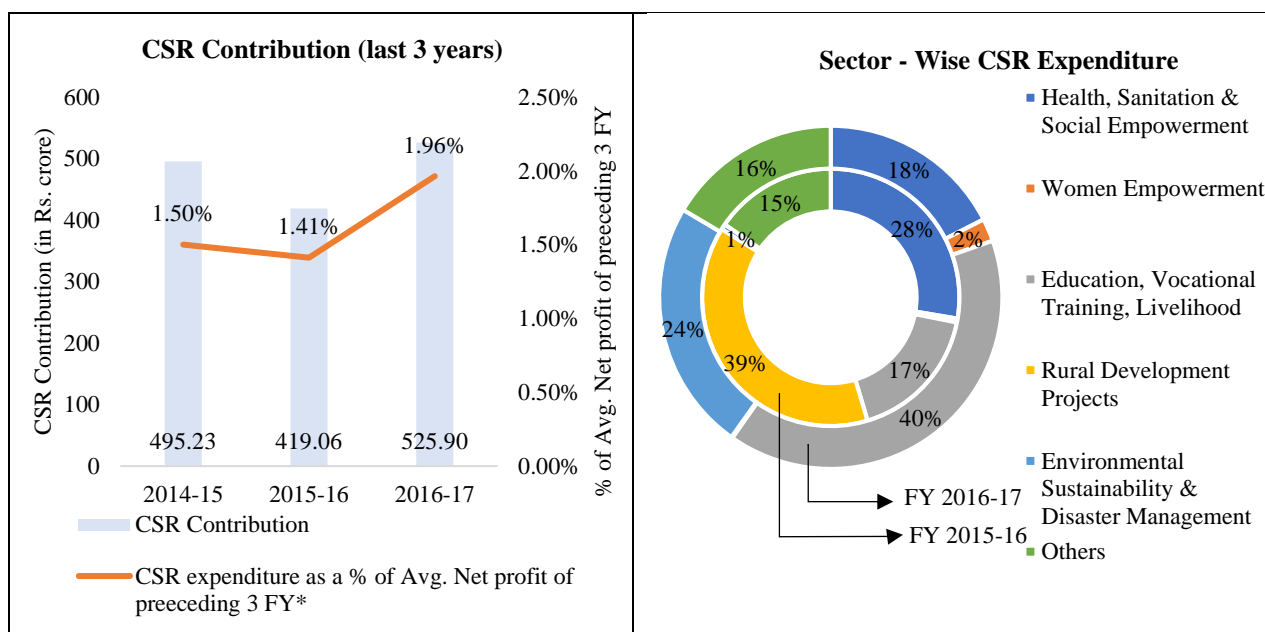 CSR Contribution (last 3 years)
CSR Contribution (in Rs. crore)
600
500
400
300
200
100
0
2.50%
2.00%
1.50%
1.00%
0.50%
0.00%
% of Avg. Net profit of preeceding 3 FY
1.50%
1.41%
1.96%
495.23
419.06
525.90
2014-15
2015-16
2016-17
CSR Contribution
CSR expenditure as a % of Avg. Net profit of
preeceding 3 FY*
Sector - Wise CSR Expenditure
18%
2%
40%
24%
16%
28%
17%
39%
1%
15%
FY 2016-17
FY 2015-16
Health, Sanitation &
Social Empowerment
Women Empowerment
Education, Vocational
Training, Livelihood
Rural Development
Projects
Environmental
Sustainability &
Disaster Management
Others